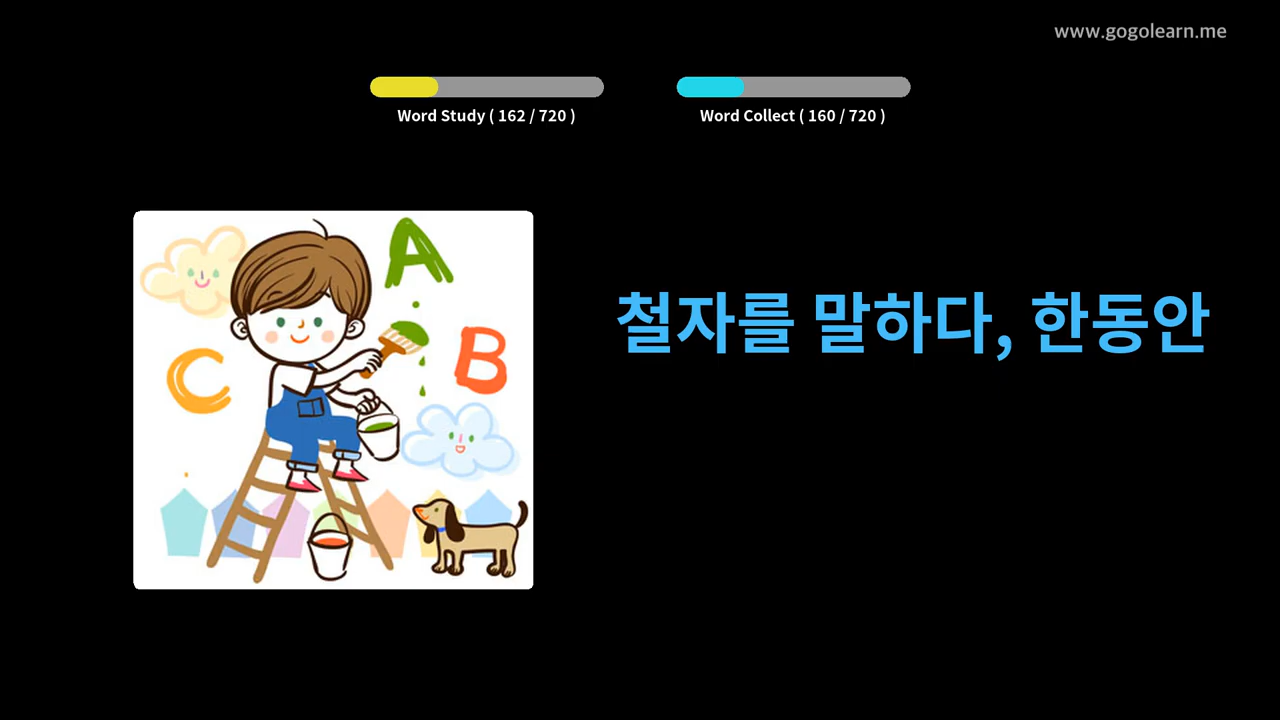 www.gogolearn.me
Word Study ( 162 / 720 )
Word Collect ( 160 / 720 )
A
B
C
철자를 말하다, 한동안